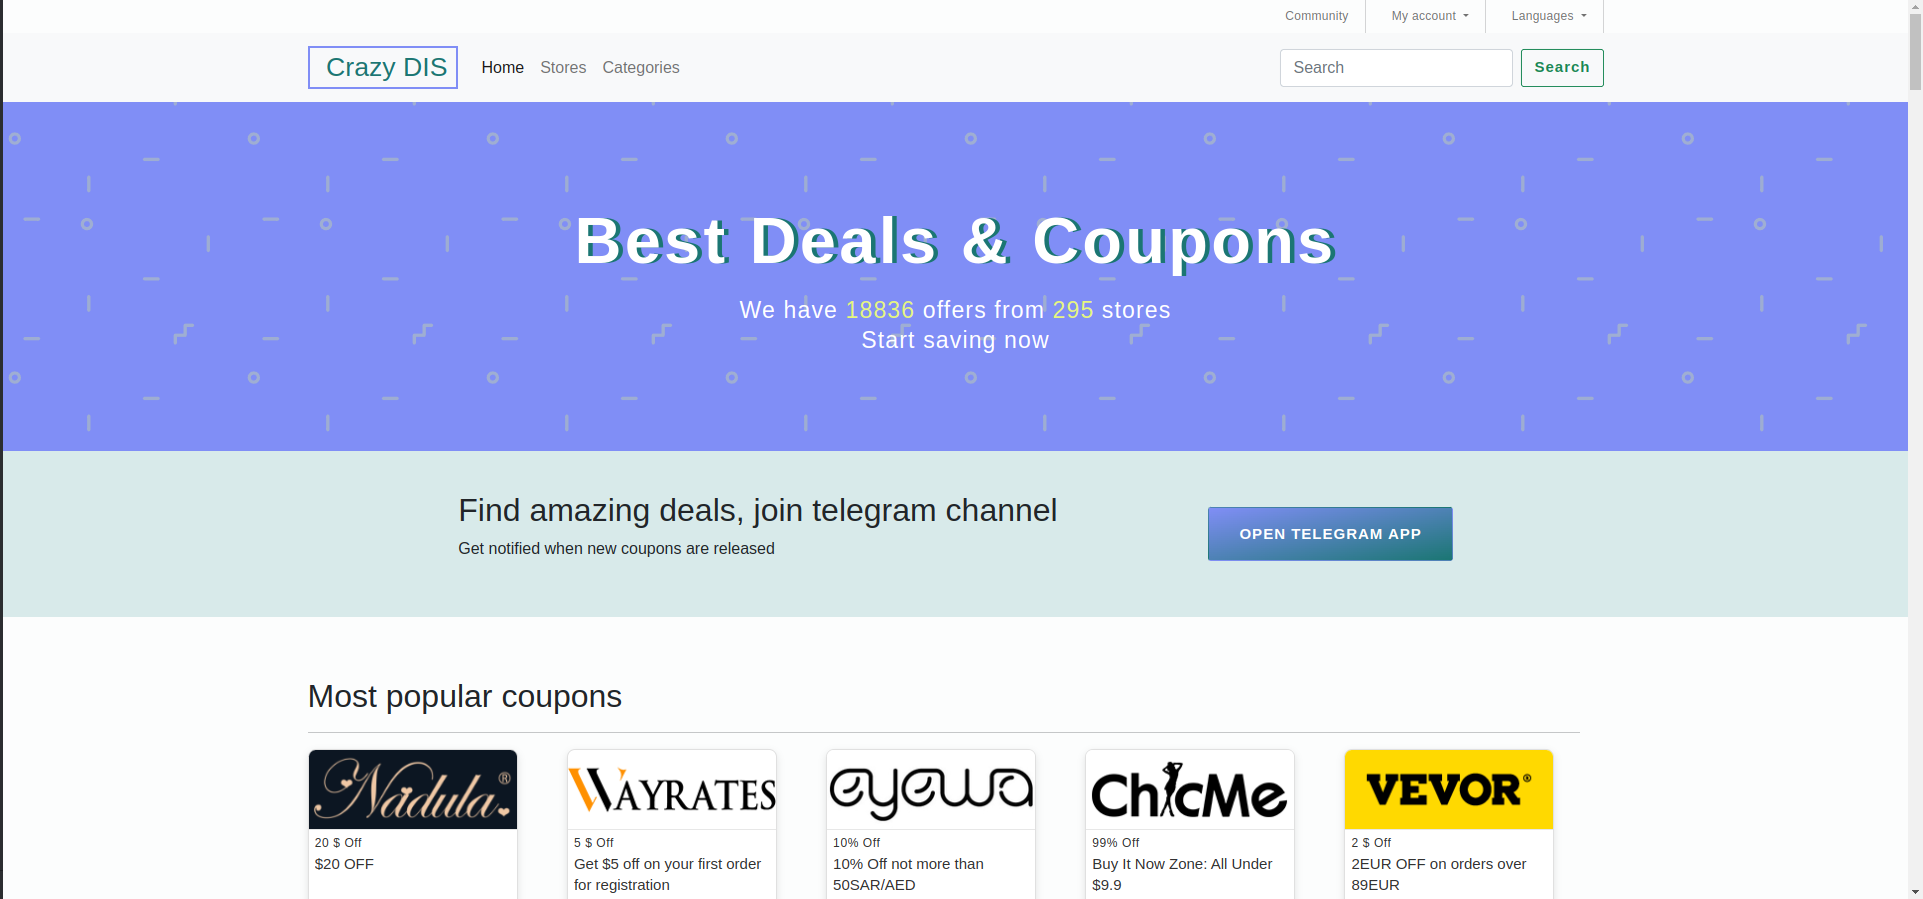 Community My account Languages
Crazy DIS Home Stores Categories Search Search
Best Deals & Coupons
We have 18836 offers from 295 stores
Start saving now
Find amazing deals, join telegram channel
Get notified when new coupons are released
OPEN TELEGRAM APP
Most popular coupons
Nadula®
20 $ Off
$20 OFF
WAYRATES
5 $ Off
Get $5 off on your first order
for registration
eyewa
10% Off
10% Off not more than
50SAR/AED
ChicMe
99% Off
Buy It Now Zone: All Under
$9.9
VEVOR®
2 $ Off
2EUR OFF on orders over
89EUR